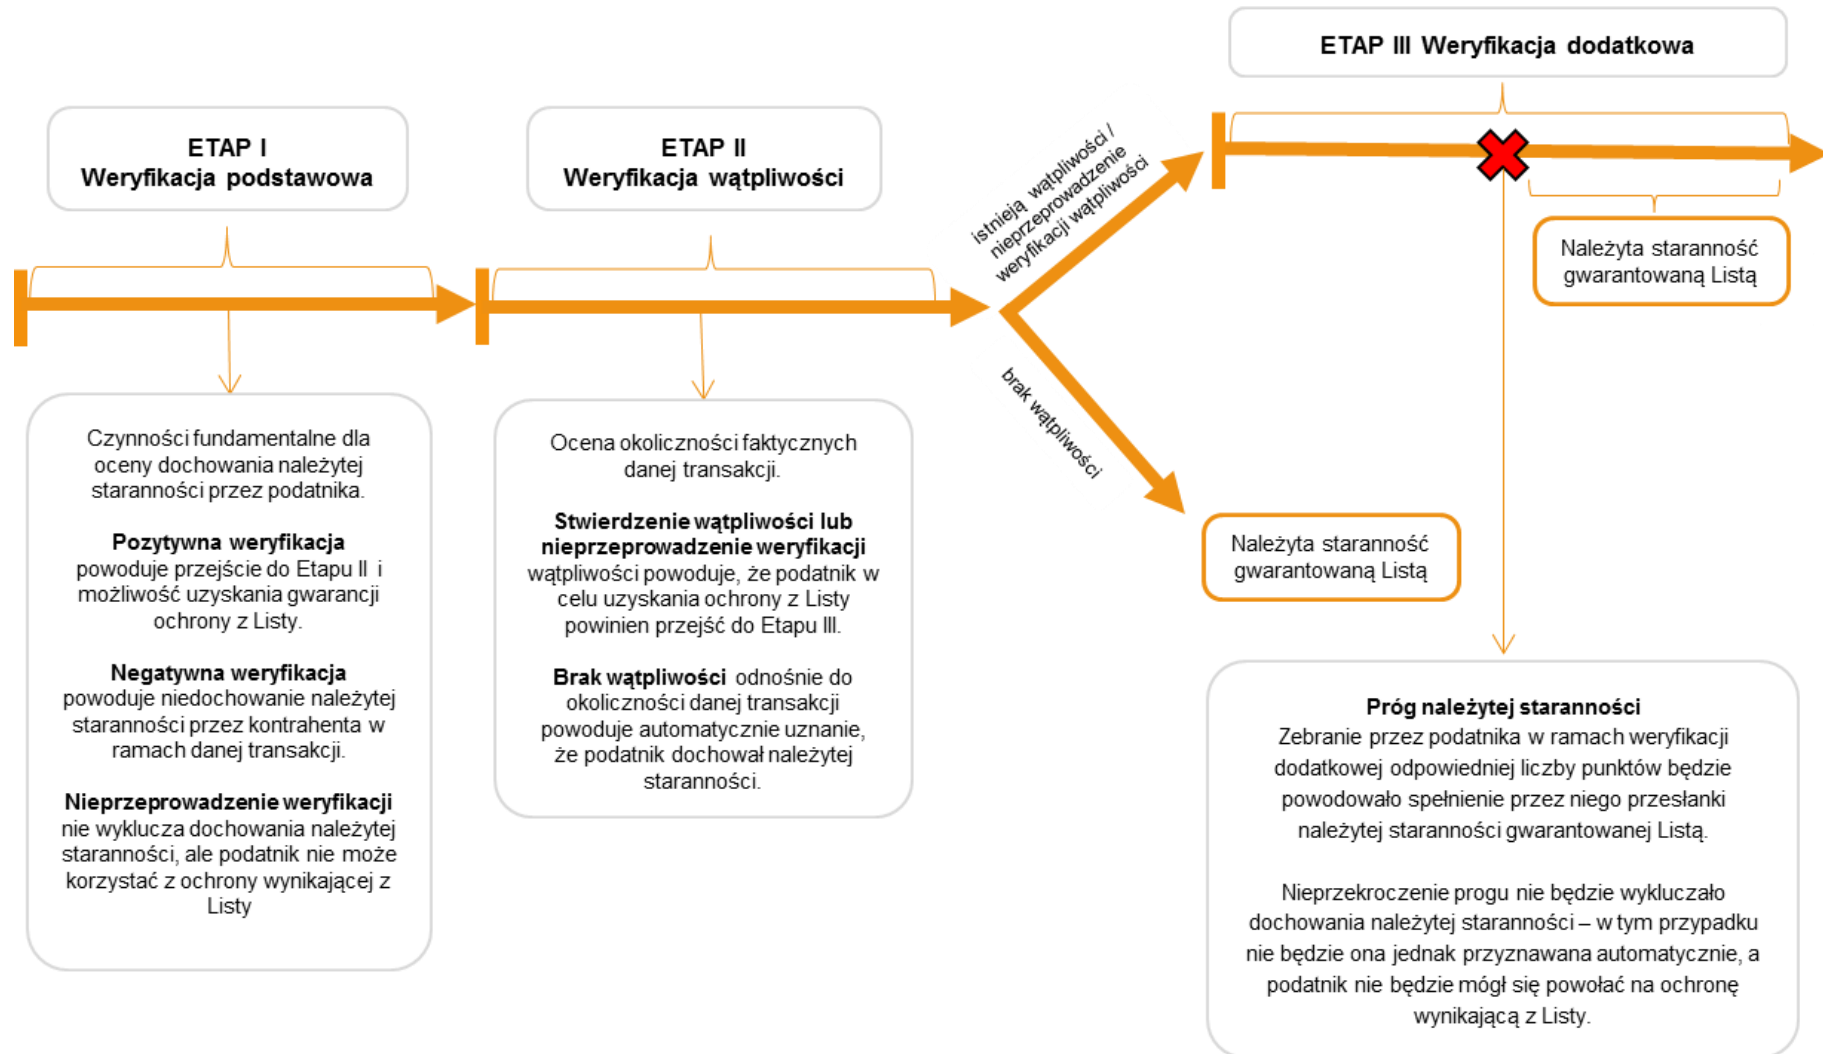 ETAP I
Weryfikacja podstawowa
Czynności fundamentalne dla
oceny dochowania należytej
staranności przez podatnika.
Pozytywna weryfikacja
powoduje przejście do Etapu II i
możliwość uzyskania gwarancji
ochrony z Listy.
Negatywna weryfikacja
powoduje niedochowanie należytej
staranności przez kontrahenta w
ramach danej transakcji.
Nieprzeprowadzenie weryfikacji
nie wyklucza dochowania należytej
staranności, ale podatnik nie może
korzystać z ochrony wynikającej z
Listy
ETAP II
Weryfikacja wątpliwości
Ocena okoliczności faktycznych
danej transakcji.
Stwierdzenie wątpliwości lub
nieprzeprowadzenie weryfikacji
wątpliwości powoduje, że podatnik w
celu uzyskania ochrony z Listy
powinien przejść do Etapu III.
Brak wątpliwości odnośnie do
okoliczności danej transakcji
powoduje automatycznie uznanie,
że podatnik dochował należytej
staranności.
istnieją wątpliwości /
nieprzeprowadzenie
weryfikacji wątpliwości
brak wątpliwości
Należyta staranność
gwarantowaną Listą
ETAP III Weryfikacja dodatkowa
Należyta staranność
gwarantowaną Listą
Próg należytej staranności
Zebranie przez podatnika w ramach weryfikacji
dodatkowej odpowiedniej liczby punktów będzie
powodowało spełnienie przez niego przesłanki
należytej staranności gwarantowanej Listą.
Nieprzekroczenie progu nie będzie wykluczało
dochowania należytej staranności – w tym przypadku
nie będzie ona jednak przyznawana automatycznie, a
podatnik nie będzie mógł się powołać na ochronę
wynikającą z Listy.